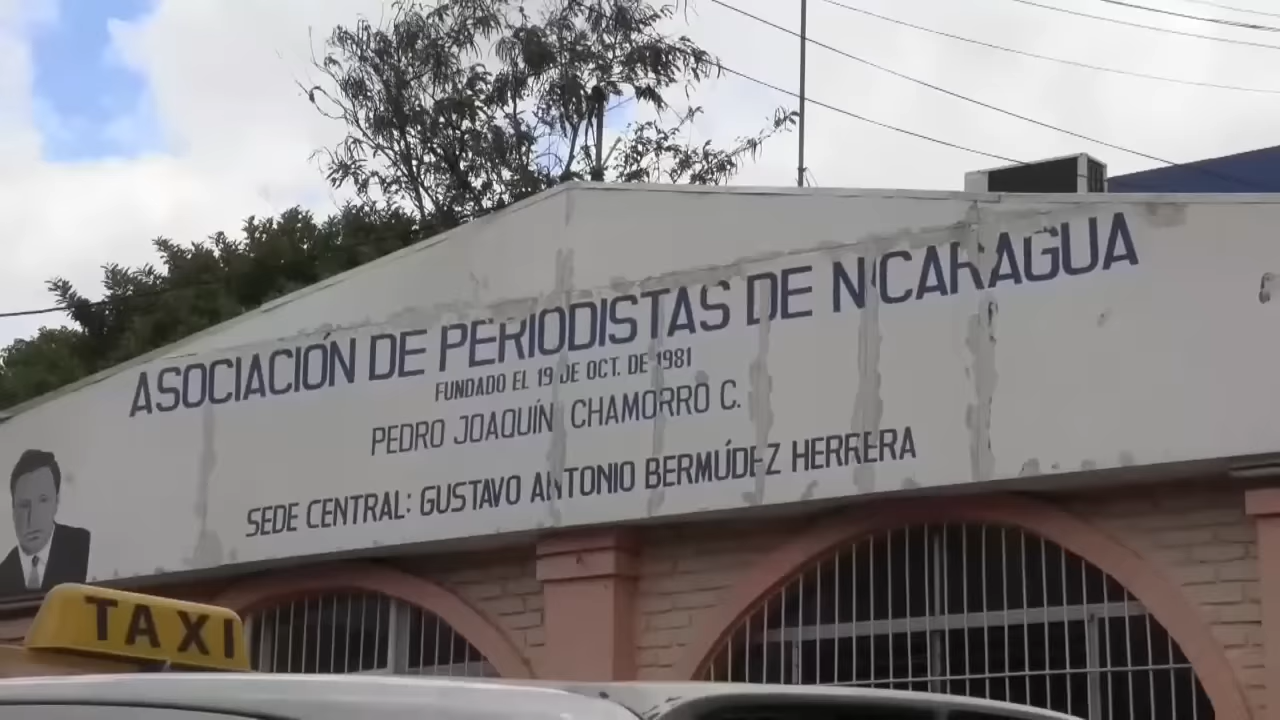 ASOCIACIÓN DE PERIODISTAS DE NICARAGUA
FUNDADO EL 19 DE OCT. DE 1981
PEDRO JOAQUÍN CHAMORRO C.
SEDE CENTRAL: GUSTAVO ANTONIO BERMÚDEZ HERRERA
TAXI